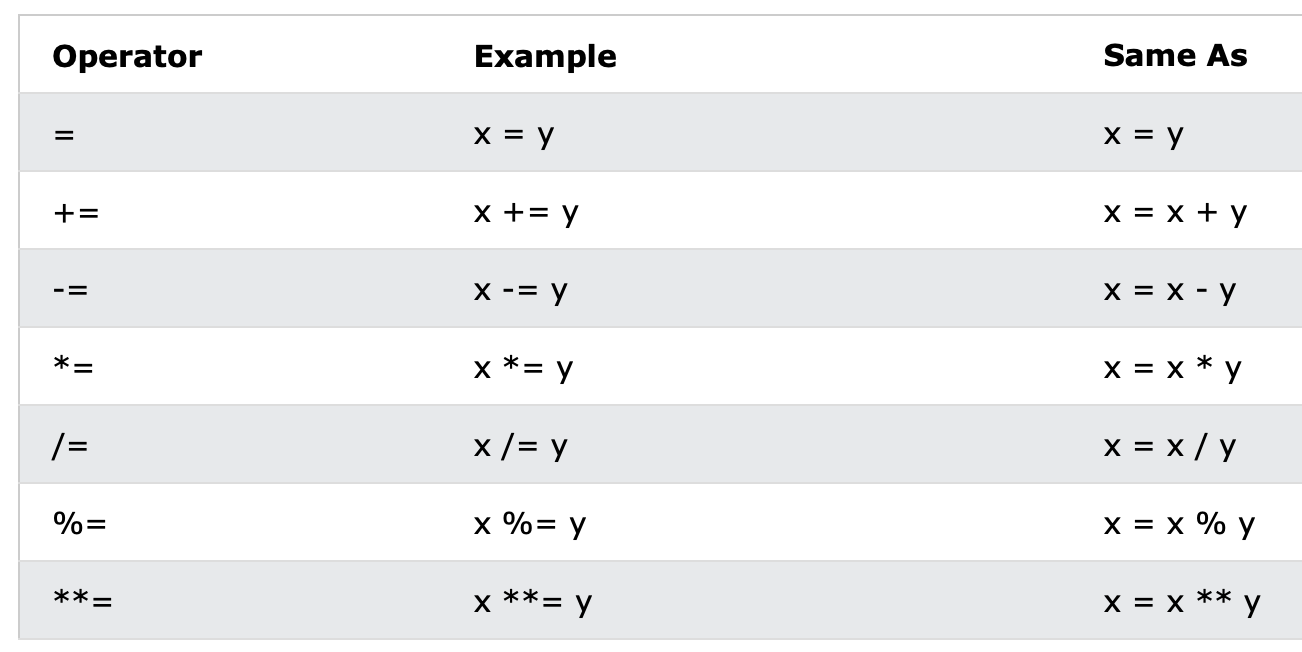 Operator Example Same As
= x = y x = y
+= x += y x = x + y
-= x -= y x = x - y
*= x *= y x = x * y
/= x /= y x = x / y
%= x %= y x = x % y
**= x **= y x = x ** y